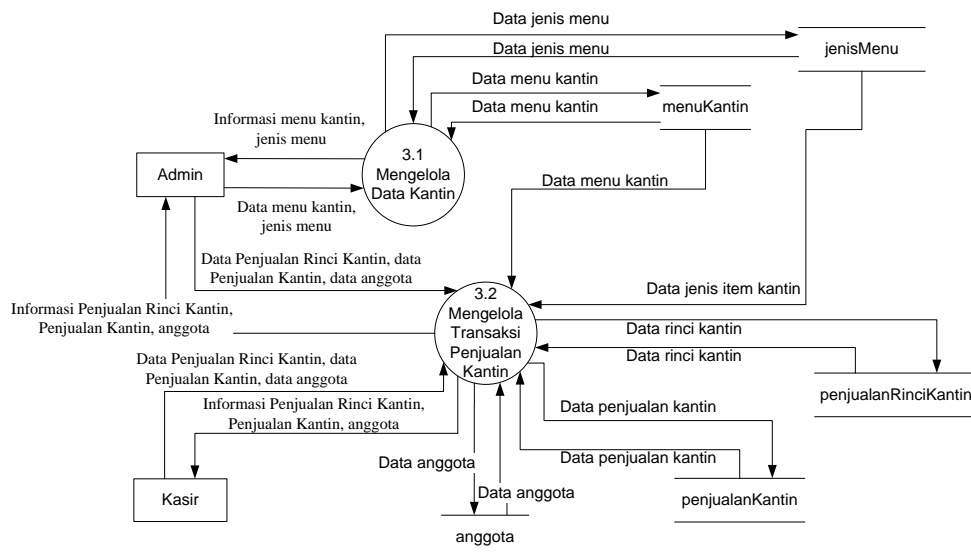 Data jenis menu
Data jenis menu
jenisMenu
Data menu kantin
Data menu kantin
menuKantin
Informasi menu kantin,
jenis menu
3.1
Mengelola
Data Kantin
Admin
Data menu kantin
Data menu kantin,
jenis menu
Data Penjualan Rinci Kantin, data
Penjualan Kantin, data anggota
Data jenis item kantin
3.2
Mengelola
Transaksi
Penjualan
Kantin
Informasi Penjualan Rinci Kantin,
Penjualan Kantin, anggota
Data rinci kantin
Data rinci kantin
Data Penjualan Rinci Kantin, data
Penjualan Kantin, data anggota
penjualanRinciKantin
Informasi Penjualan Rinci Kantin,
Penjualan Kantin, anggota
Data penjualan kantin
Data penjualan kantin
Data anggota
Data anggota
Kasir
penjualanKantin
anggota